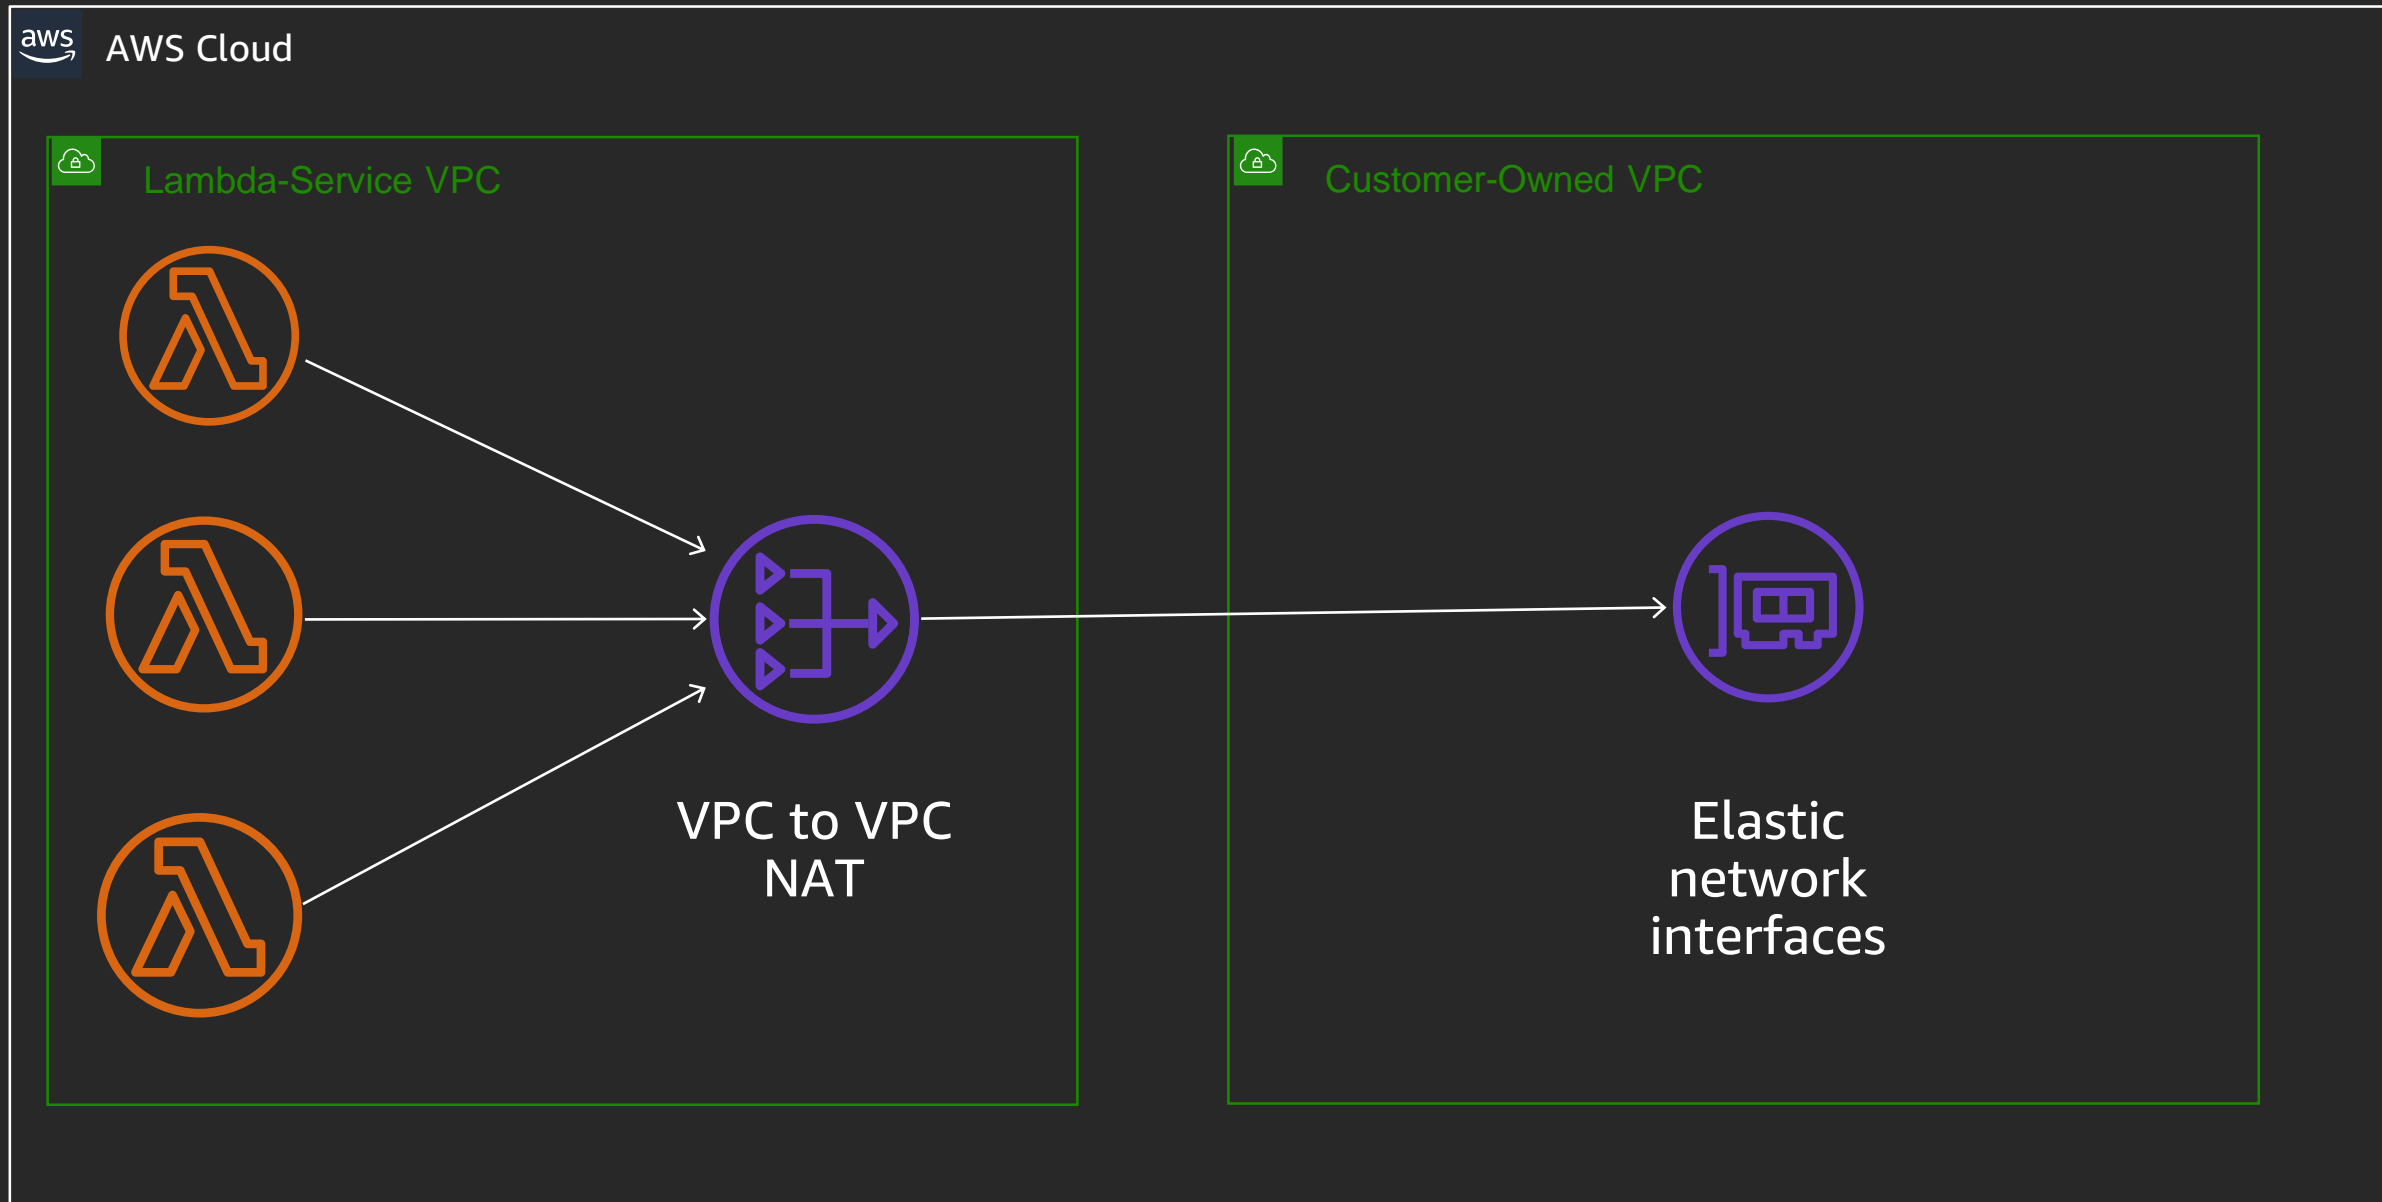 aws
AWS Cloud
Lambda-Service VPC
Customer-Owned VPC
VPC to VPC
NAT
Elastic
network
interfaces